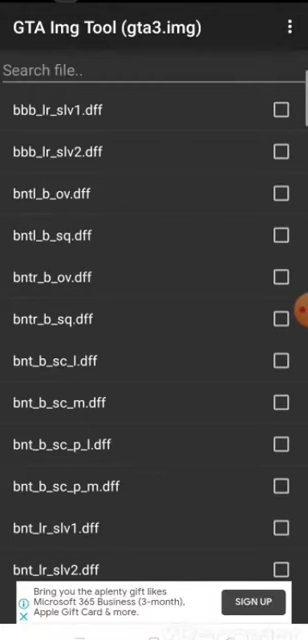 GTA Img Tool (gta3.img)
Search file..
bbb_lr_slv1.dff
bbb_lr_slv2.dff
bntl_b_ov.dff
bntl_b_sq.dff
bntr_b_ov.dff
bntr_b_sq.dff
bnt_b_sc_l.dff
bnt_b_sc_m.dff
bnt_b_sc_p_l.dff
bnt_b_sc_p_m.dff
bnt_lr_slv1.dff
bnt_lr_slv2.dff
Bring you the aplenty gift likes
Microsoft 365 Business (3-month),
Apple Gift Card & more.
SIGN UP